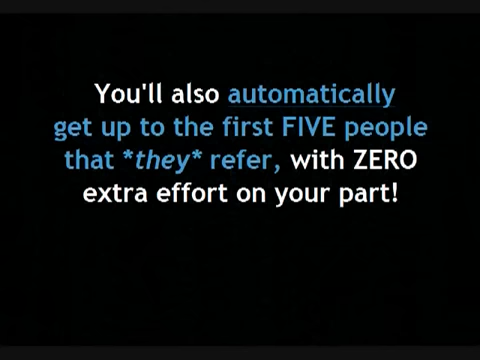 You'll also automatically
get up to the first FIVE people
that *they* refer, with ZERO
extra effort on your part!